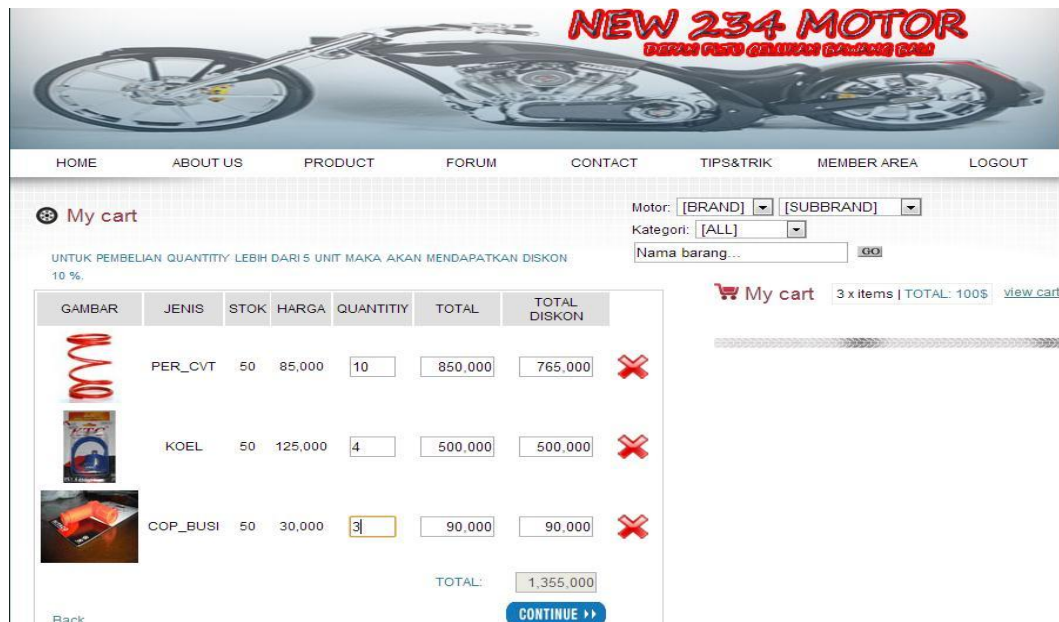 NEW 234 MOTOR
HOME ABOUT US PRODUCT FORUM CONTACT TIPS&TRIK MEMBER AREA LOGOUT
My cart
UNTUK PEMBELIAN QUANTITIY LEBIH DARI 5 UNIT MAKA AKAN MENDAPATKAN DISKON
10 %.
Motor: [BRAND] [SUBBRAND]
Kategori: [ALL]
Nama barang... GO
My cart 3 x items | TOTAL: 100$ view cart
GAMBAR JENIS STOK HARGA QUANTITIY TOTAL TOTAL DISKON
PER_CVT 50 85,000 10 850,000 765,000
KOEL 50 125,000 4 500,000 500,000
COP_BUSI 50 30,000 3 90,000 90,000
TOTAL: 1,355,000
Back CONTINUE